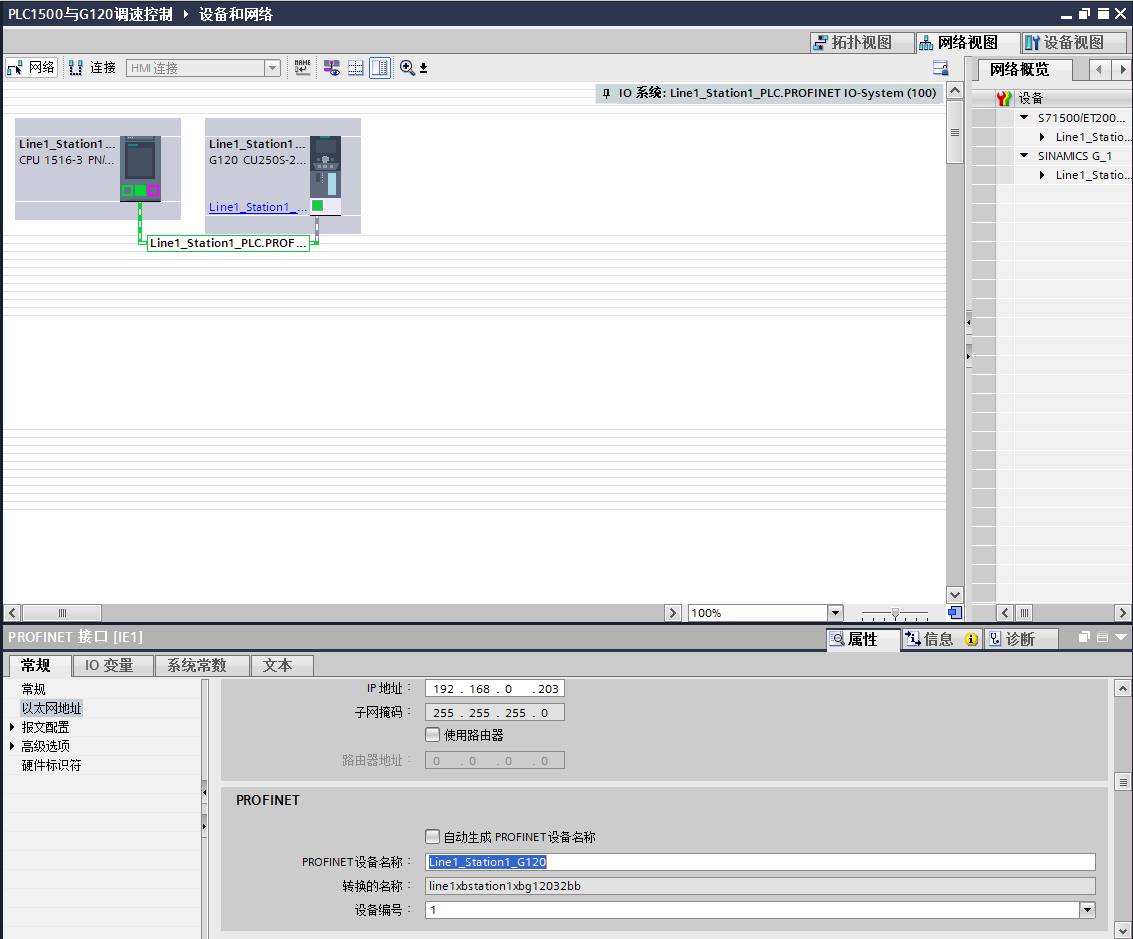 PLC1500与G120调速控制 ▸ 设备和网络
拓扑视图 网络视图 设备视图
网络 连接 HMI 连接
IO 系统: Line1_Station1_PLC.PROFINET IO-System (100)
Line1_Station1...
CPU 1516-3 PN/...
Line1_Station1...
G120 CU250S-2...
Line1_Station1_...
Line1_Station1_PLC.PROF...
网络概览
设备
S71500/ET200...
Line1_Statio...
SINAMICS G_1
Line1_Statio...
100%
PROFINET 接口 [IE1]
属性 信息 诊断
常规 IO 变量 系统常数 文本
常规
以太网地址
报文配置
高级选项
硬件标识符
IP 地址: 192 . 168 . 0 . 203
子网掩码: 255 . 255 . 255 . 0
使用路由器
路由器地址: 0 . 0 . 0 . 0
PROFINET
自动生成 PROFINET 设备名称
PROFINET 设备名称: Line1_Station1_G120
转换的名称: line1xbstation1xbg12032bb
设备编号: 1